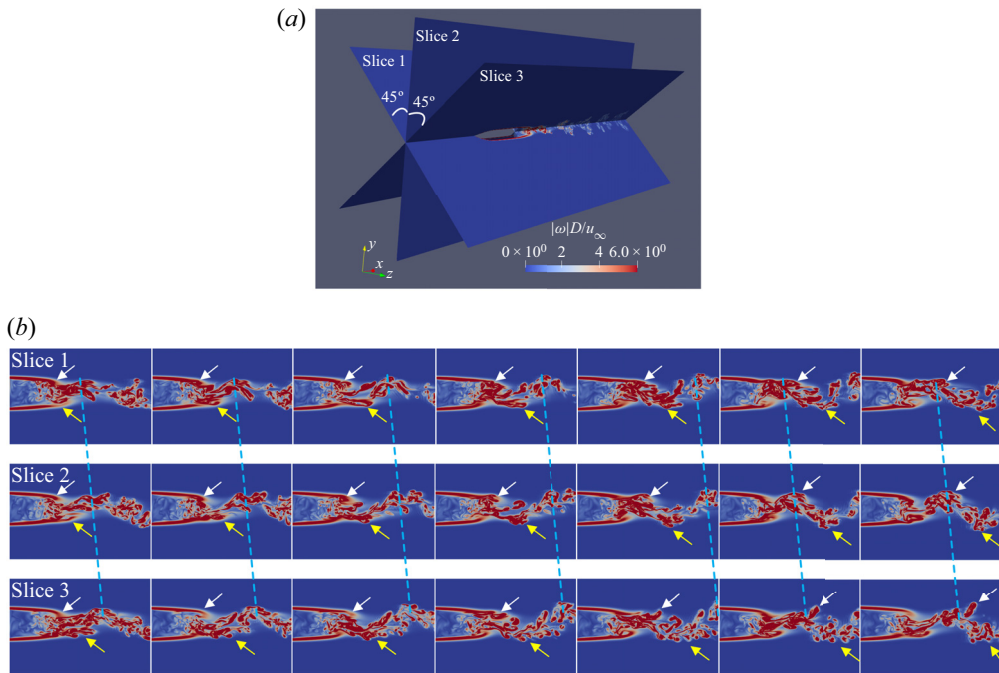 (a)
Slice 2
Slice 1
Slice 3
45° 45°
|ω|D/u∞
0 × 10⁰ 2 4 6.0 × 10⁰
y
x
z
(b)
Slice 1
Slice 2
Slice 3